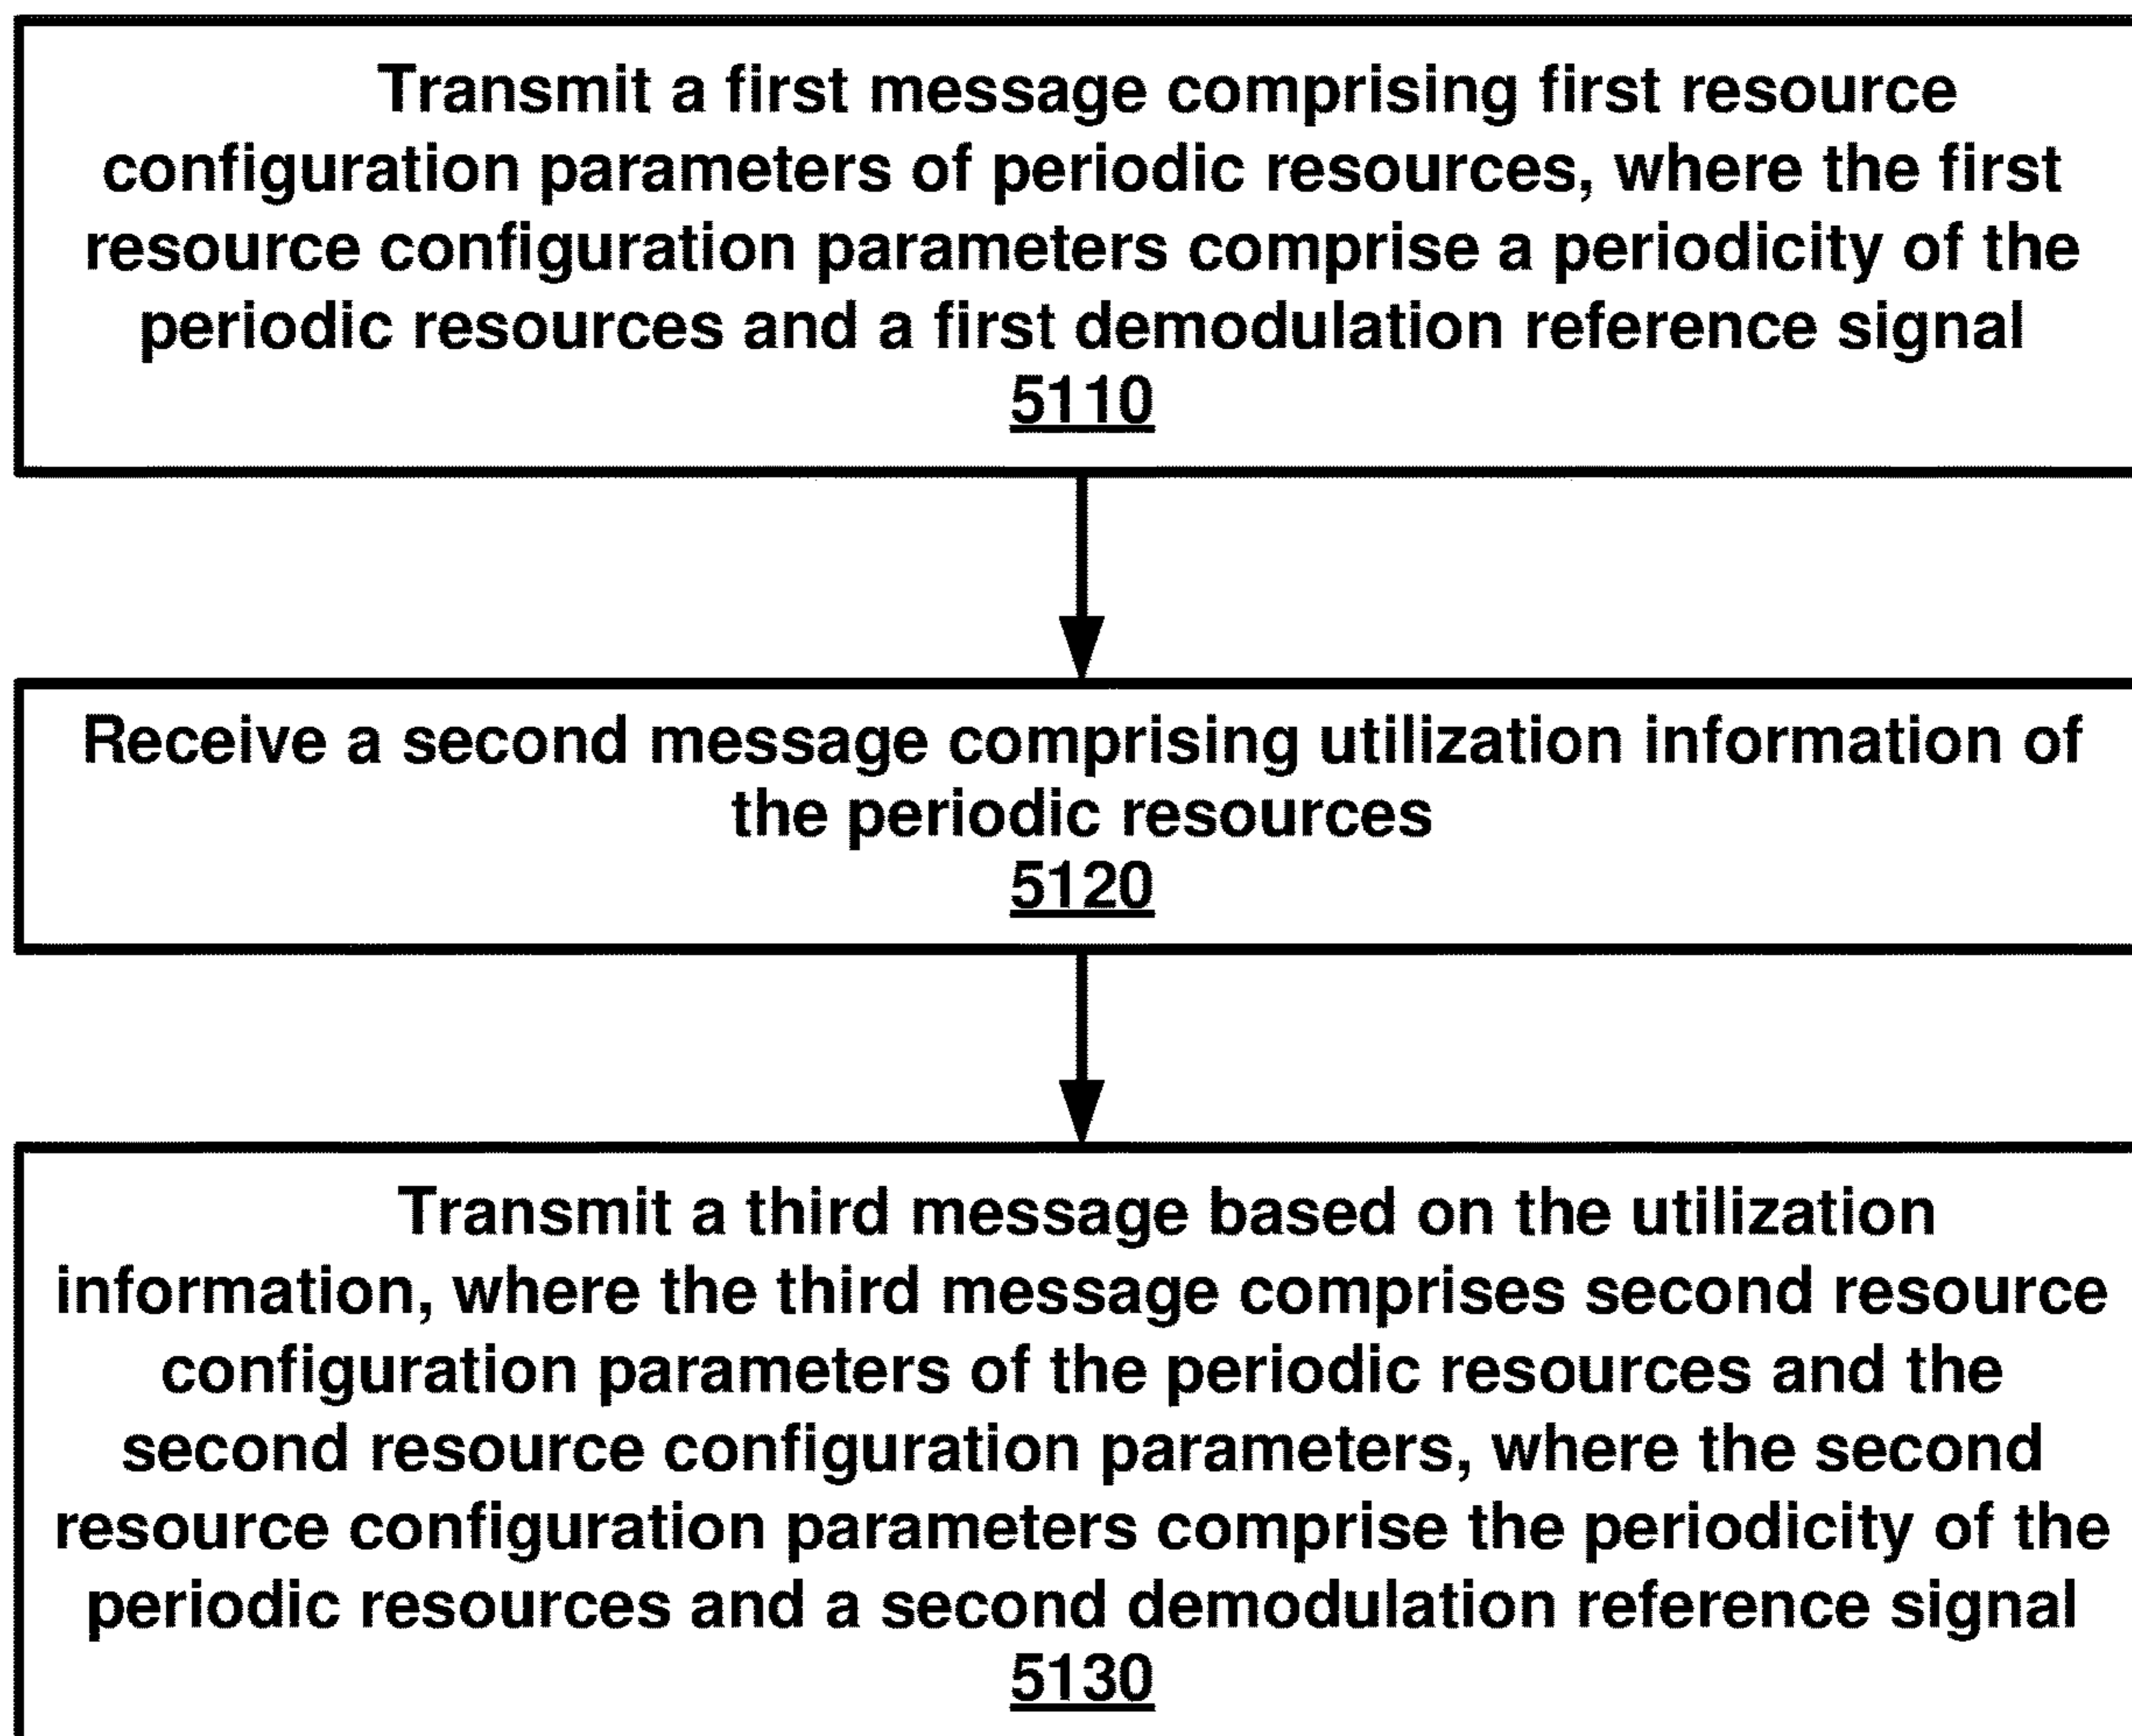 Transmit a first message comprising first resource
configuration parameters of periodic resources, where the first
resource configuration parameters comprise a periodicity of the
periodic resources and a first demodulation reference signal
5110
Receive a second message comprising utilization information of
the periodic resources
5120
Transmit a third message based on the utilization
information, where the third message comprises second resource
configuration parameters of the periodic resources and the
second resource configuration parameters, where the second
resource configuration parameters comprise the periodicity of the
periodic resources and a second demodulation reference signal
5130